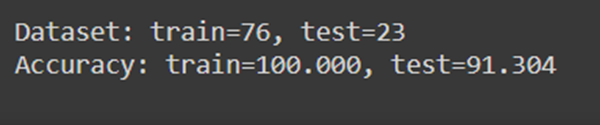 Dataset: train=76, test=23
Accuracy: train=100.000, test=91.304